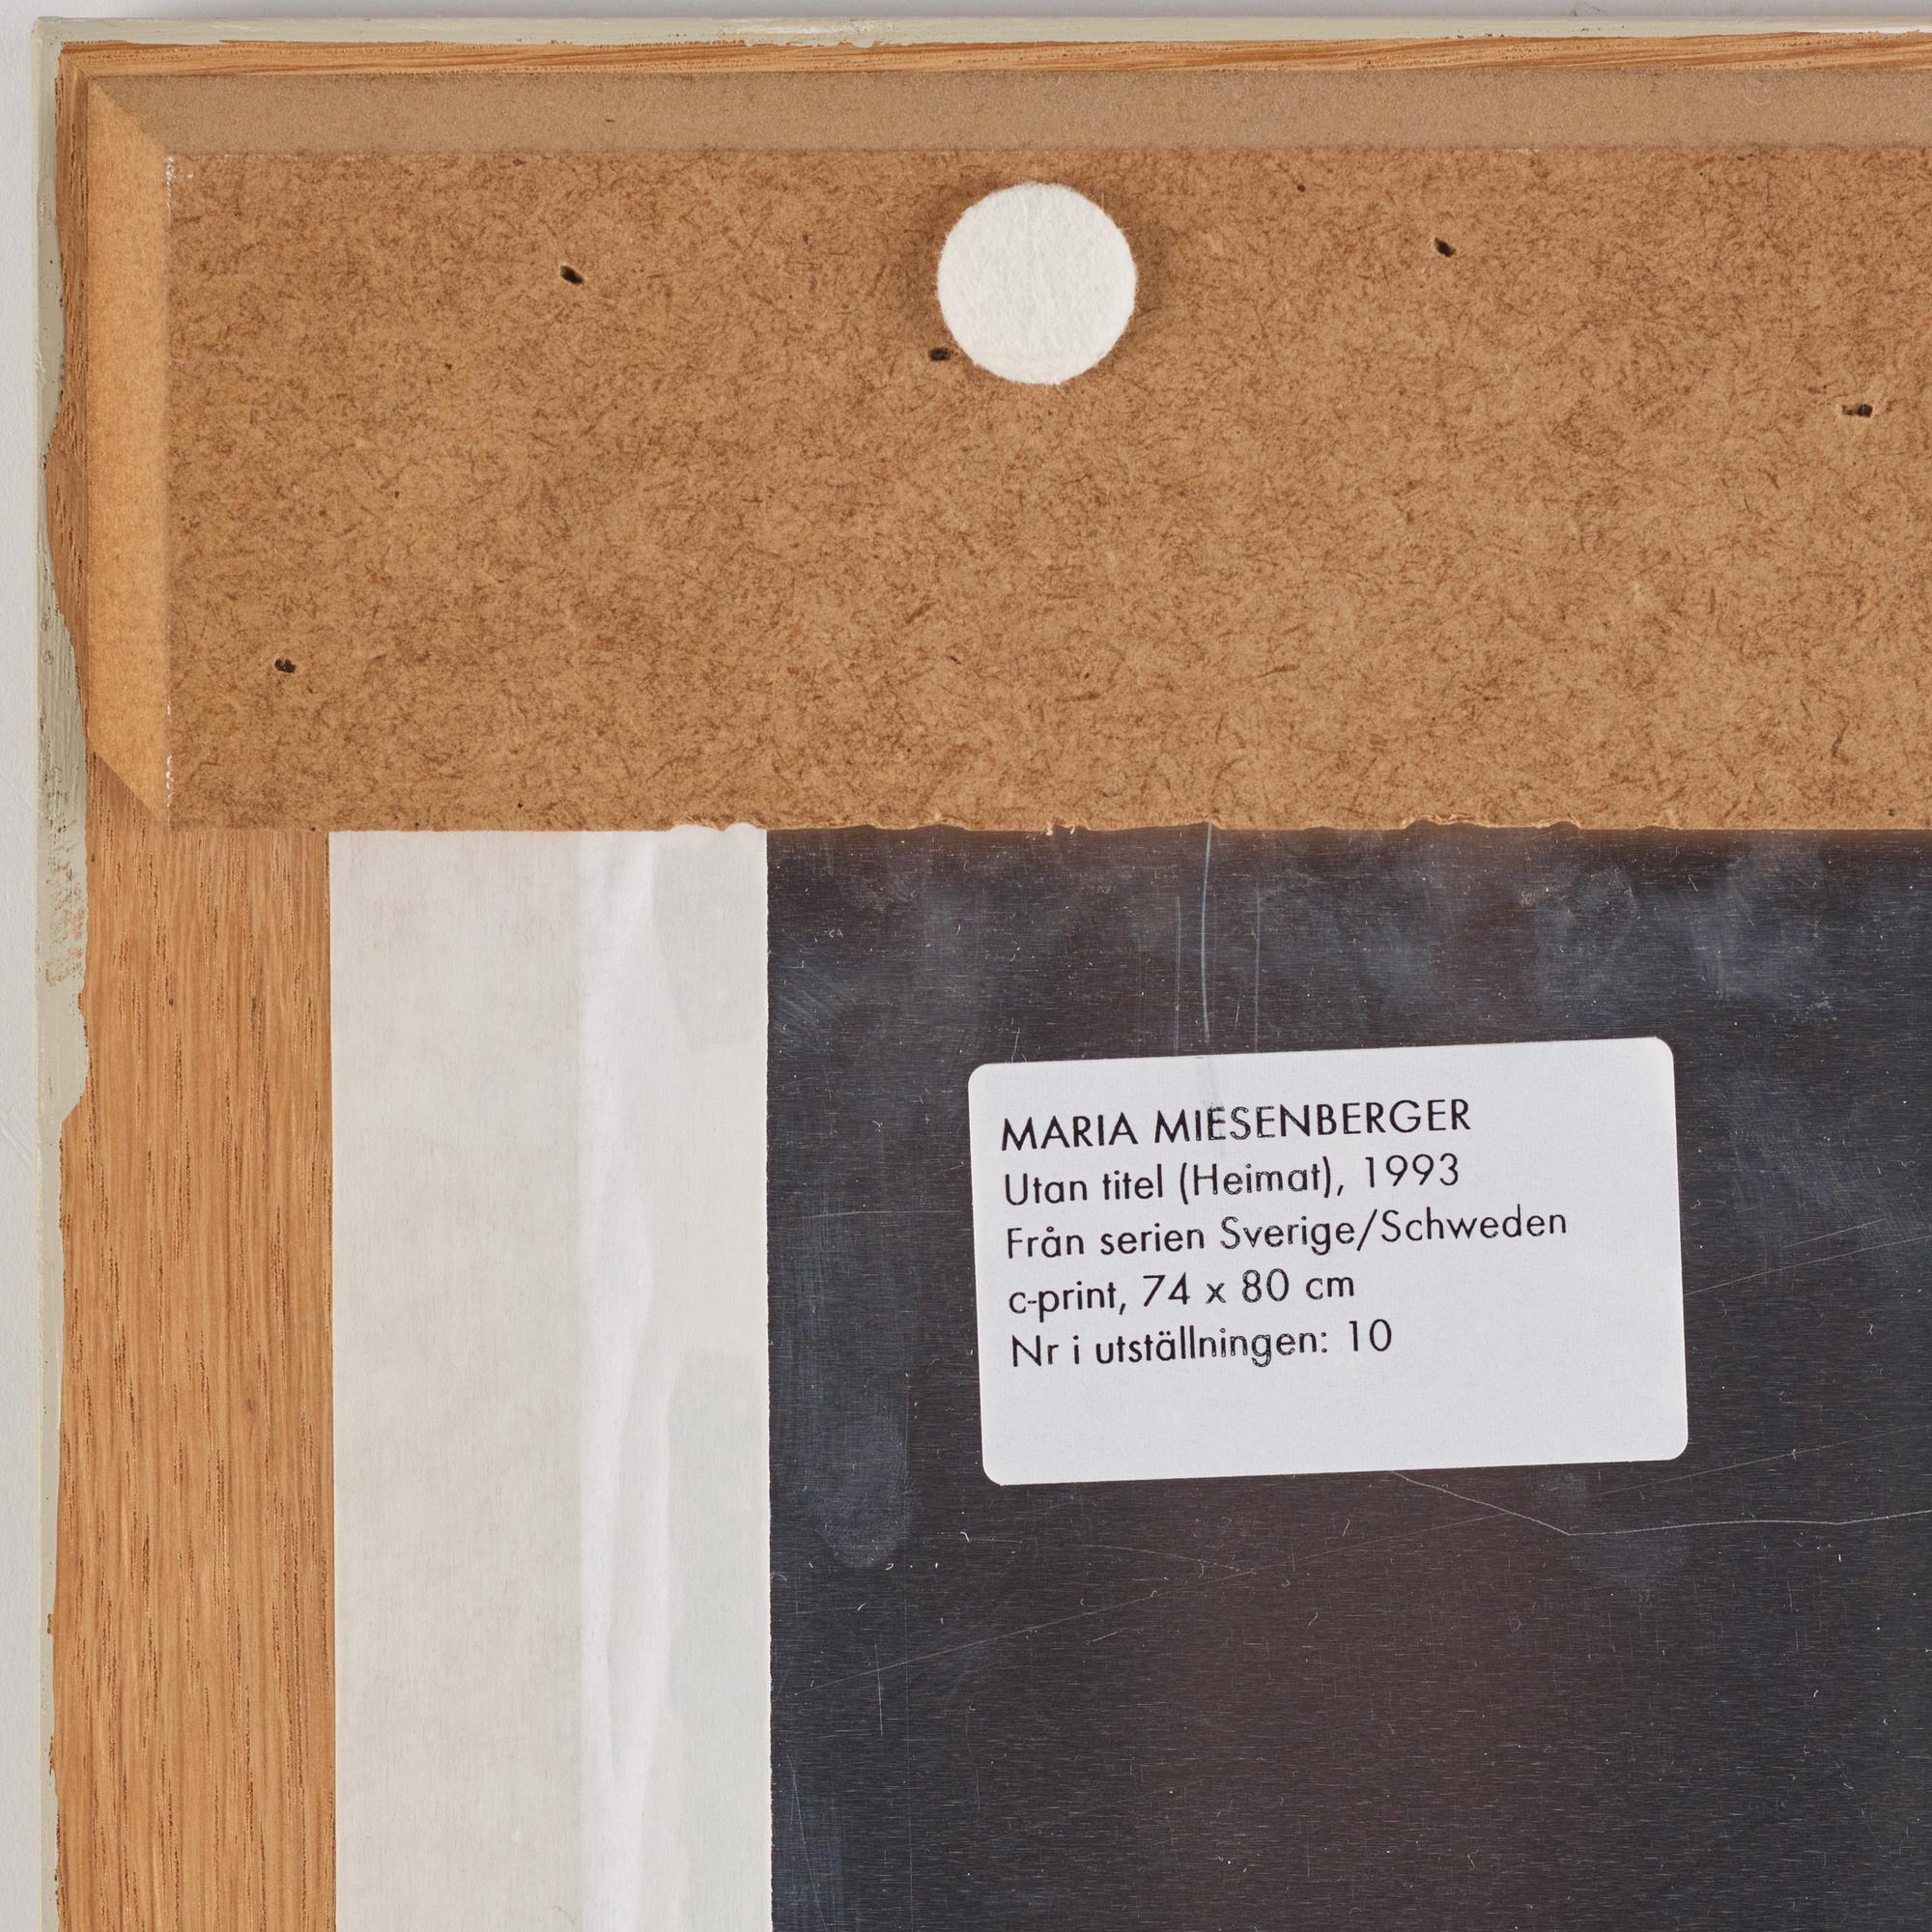 MARIA MIESENBERGER
Utan titel (Heimat), 1993
Från serien Sverige/Schweden
c-print, 74 x 80 cm
Nr i utställningen: 10